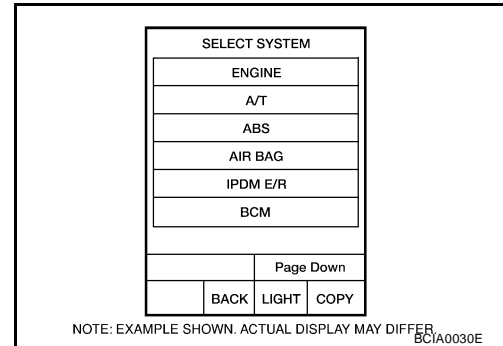 SELECT SYSTEM
ENGINE
A/T
ABS
AIR BAG
IPDM E/R
BCM
Page Down
BACK LIGHT COPY
NOTE: EXAMPLE SHOWN. ACTUAL DISPLAY MAY DIFFER.
BCIA0030E